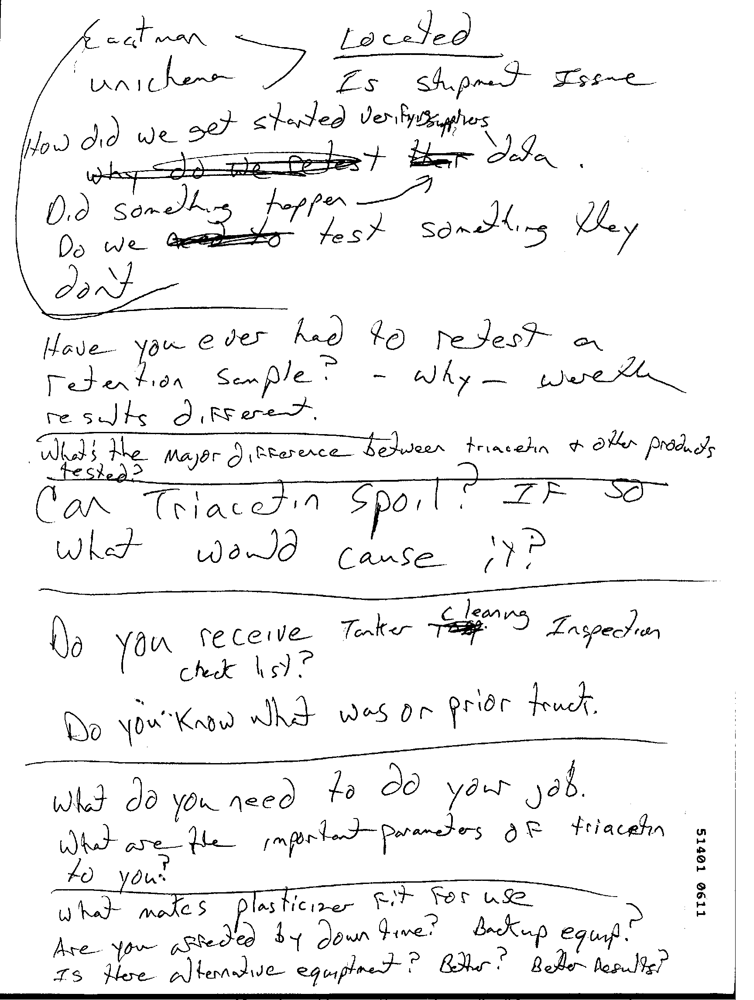 Eastman
Unichema
Located
Is shipment Issue
How did we get started verifying suppliers
why do we retest their data.
Did something happen
Do we need to test something they
don't
Have you ever had to retest a
retention sample? - Why - were the
results different.
What's the Major difference between triacetin + other products
tested?
Can Triacetin Spoil? IF SO
What would cause it?
Do you receive Tanker Cleaning Inspection
check list?
Do you Know what was on prior truck.
What do you need to do your job.
What are the important parameters OF triacetin
to you?
What makes plasticizer Fit For use
Are you affected by down time? Backup equip?
Is there alternative equiptment? Better? Better Results?
51401 0611